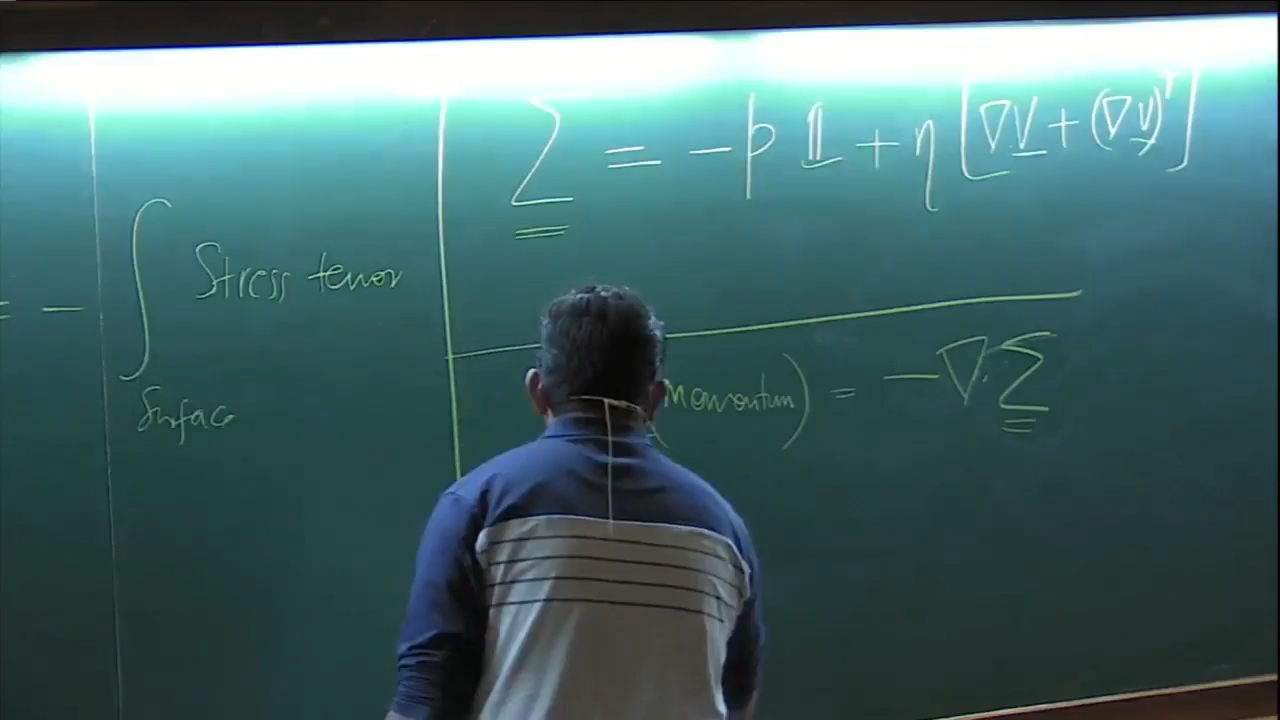 = - ∫ Stress tensor
Surface
Σ = -p 𝟙 + η [∇v + (∇v)ᵀ]
(Momentum) = -∇·Σ